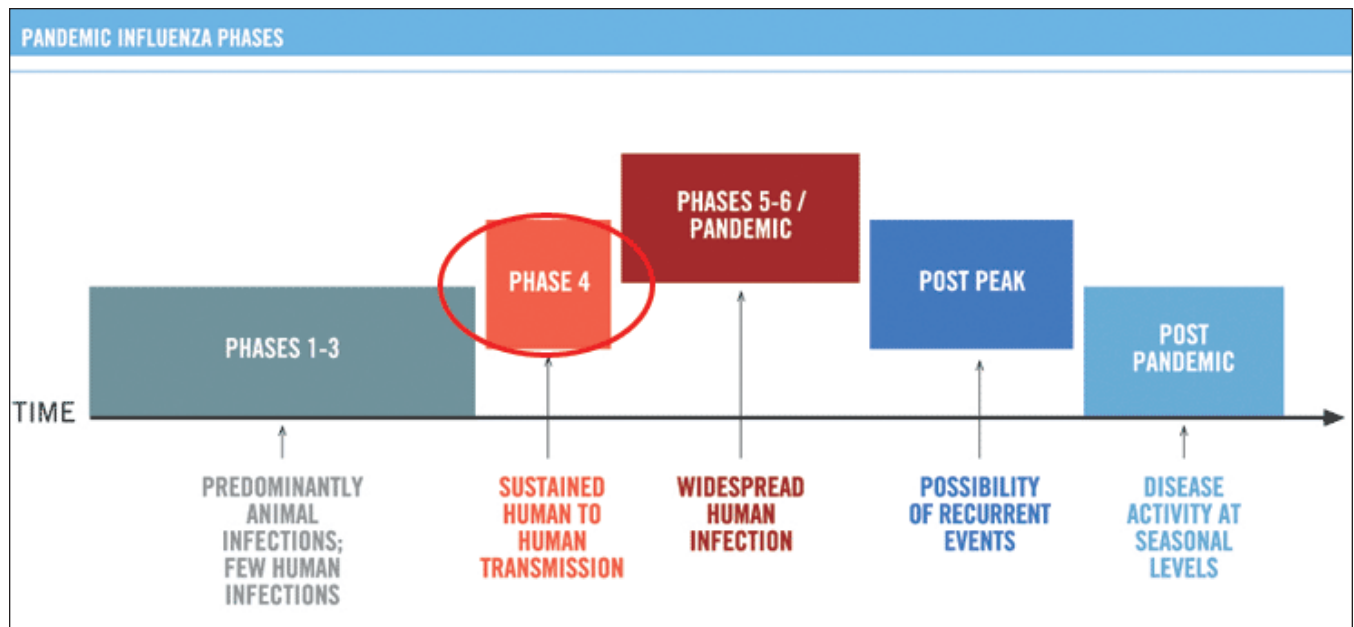 PANDEMIC INFLUENZA PHASES
PHASES 5-6 /
PANDEMIC
PHASE 4
POST PEAK
PHASES 1-3
POST
PANDEMIC
TIME
PREDOMINANTLY
ANIMAL
INFECTIONS;
FEW HUMAN
INFECTIONS
SUSTAINED
HUMAN TO
HUMAN
TRANSMISSION
WIDESPREAD
HUMAN
INFECTION
POSSIBILITY
OF RECURRENT
EVENTS
DISEASE
ACTIVITY AT
SEASONAL
LEVELS